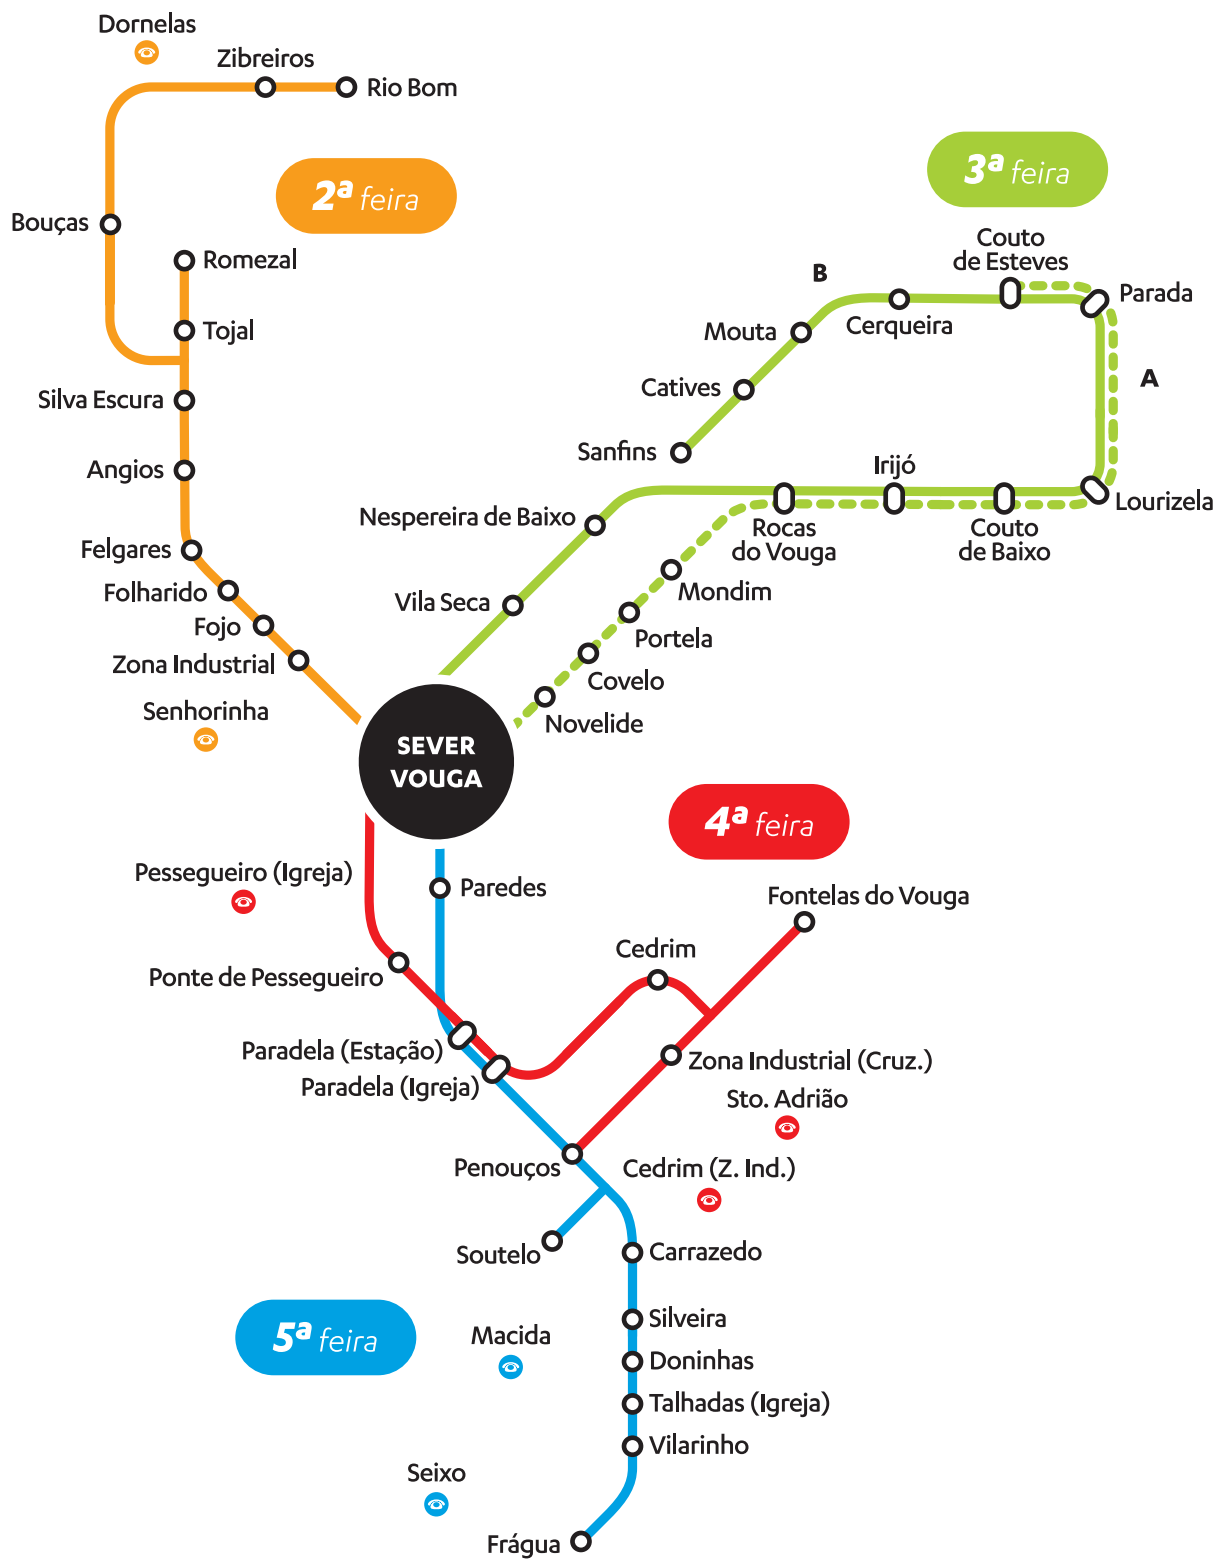 Dornelas
Zibreiros
Rio Bom
2ª feira
Bouças
Romezal
Tojal
Silva Escura
Angios
Felgares
Folharido
Fojo
Zona Industrial
Senhorinha
3ª feira
Couto
de Esteves
B
Parada
Cerqueira
Mouta
A
Catives
Sanfins
Irijó
Lourizela
Nespereira de Baixo
Rocas
do Vouga
Couto
de Baixo
Mondim
Vila Seca
Portela
Covelo
Novelide
SEVER
VOUGA
4ª feira
Pessegueiro (Igreja)
Paredes
Fontelas do Vouga
Cedrim
Ponte de Pessegueiro
Paradela (Estação)
Zona Industrial (Cruz.)
Paradela (Igreja)
Sto. Adrião
Penouços
Cedrim (Z. Ind.)
Soutelo
Carrazedo
5ª feira
Silveira
Macida
Doninhas
Talhadas (Igreja)
Vilarinho
Seixo
Frágua